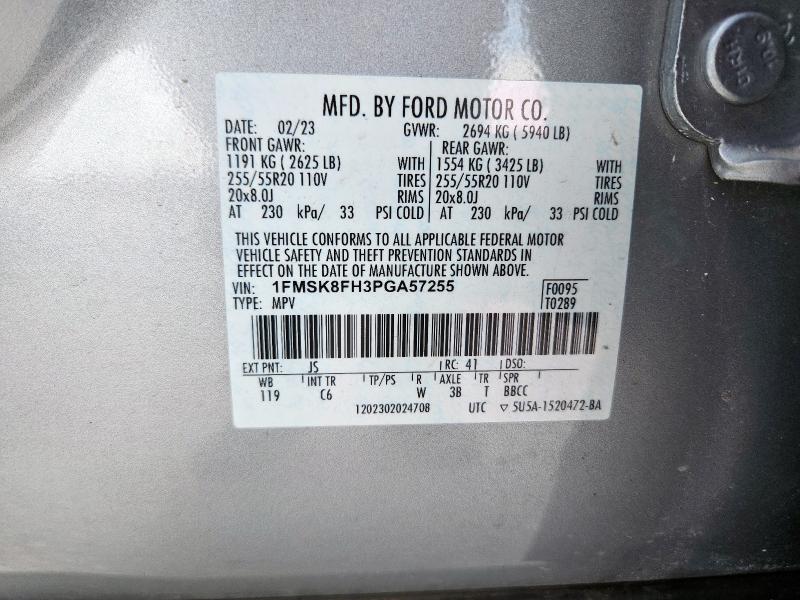 MFD. BY FORD MOTOR CO.
DATE: 02/23 GVWR: 2694 KG ( 5940 LB)
FRONT GAWR: REAR GAWR:
1191 KG ( 2625 LB) WITH 1554 KG ( 3425 LB) WITH
255/55R20 110V TIRES 255/55R20 110V TIRES
20x8.0J RIMS 20x8.0J RIMS
AT 230 kPa/ 33 PSI COLD AT 230 kPa/ 33 PSI COLD
THIS VEHICLE CONFORMS TO ALL APPLICABLE FEDERAL MOTOR
VEHICLE SAFETY AND THEFT PREVENTION STANDARDS IN
EFFECT ON THE DATE OF MANUFACTURE SHOWN ABOVE.
VIN: 1FMSK8FH3PGA57255 F0095
TYPE: MPV T0289
EXT PNT: JS RC: 41 DSO:
WB INT TR TP/PS R AXLE TR SPR
119 C6 W 3B T BBCC
1202302024708 UTC ▽ 5U5A-1520472-BA